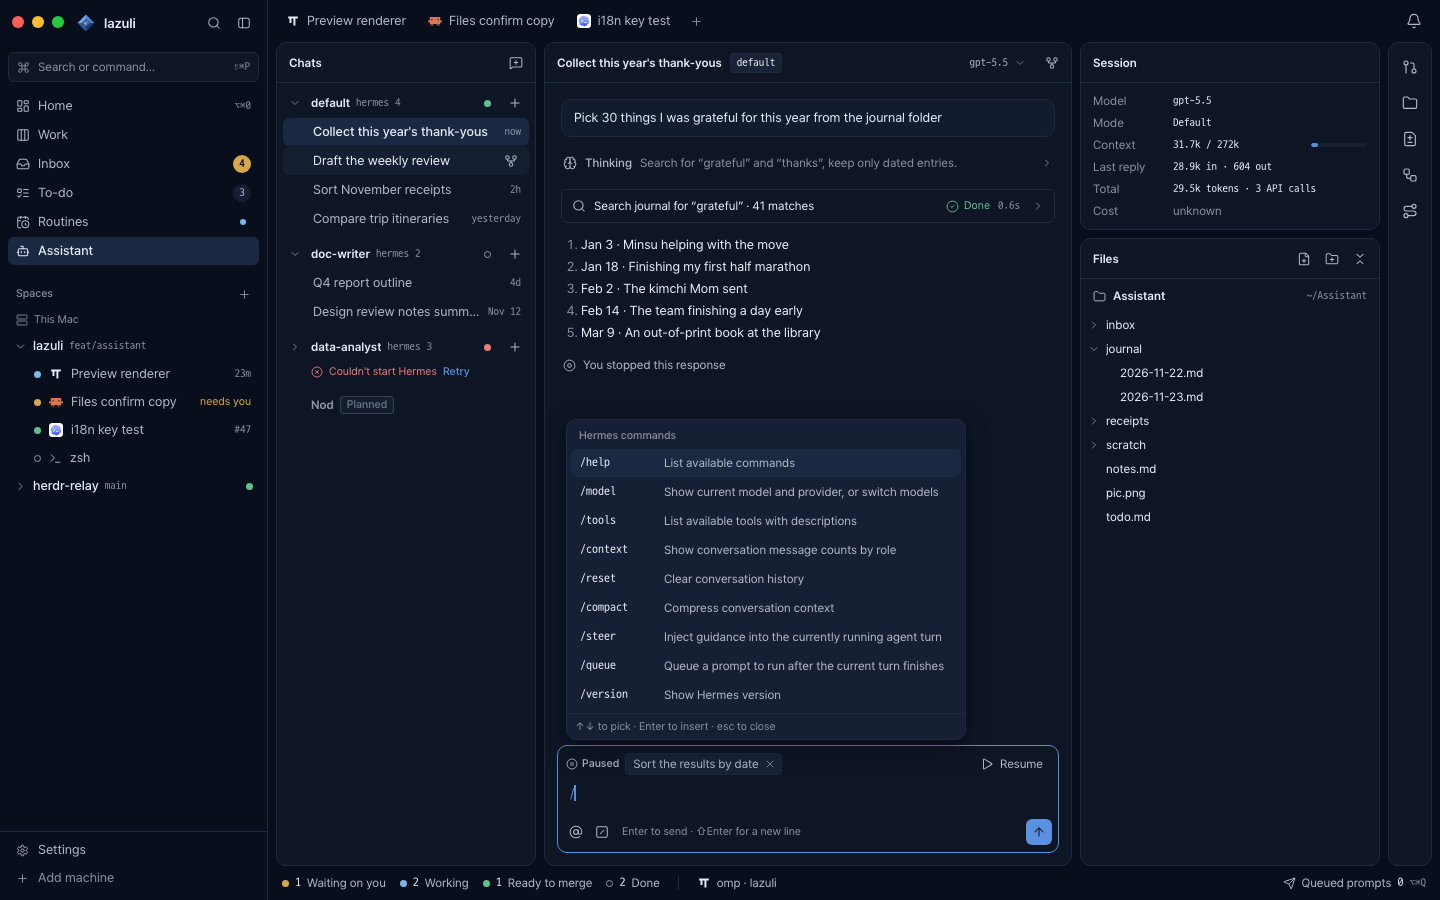 lazuli
Search or command... ⇧⌘P
Home ⌥⌘0
Work
Inbox 4
To-do 3
Routines
Assistant
Spaces
This Mac
lazuli feat/assistant
Preview renderer 23m
Files confirm copy needs you
i18n key test #47
zsh
herdr-relay main
Settings
Add machine
Preview renderer Files confirm copy i18n key test
Chats
default hermes 4
Collect this year's thank-yous now
Draft the weekly review
Sort November receipts 2h
Compare trip itineraries yesterday
doc-writer hermes 2
Q4 report outline 4d
Design review notes summ... Nov 12
data-analyst hermes 3
Couldn't start Hermes Retry
Nod Planned
Collect this year's thank-yous default gpt-5.5
Pick 30 things I was grateful for this year from the journal folder
Thinking Search for “grateful” and “thanks”, keep only dated entries.
Search journal for “grateful” · 41 matches Done 0.6s
1. Jan 3 · Minsu helping with the move
2. Jan 18 · Finishing my first half marathon
3. Feb 2 · The kimchi Mom sent
4. Feb 14 · The team finishing a day early
5. Mar 9 · An out-of-print book at the library
You stopped this response
Hermes commands
/help List available commands
/model Show current model and provider, or switch models
/tools List available tools with descriptions
/context Show conversation message counts by role
/reset Clear conversation history
/compact Compress conversation context
/steer Inject guidance into the currently running agent turn
/queue Queue a prompt to run after the current turn finishes
/version Show Hermes version
↑↓ to pick · Enter to insert · esc to close
Paused Sort the results by date Resume
/
Enter to send · ⇧Enter for a new line
Session
Model gpt-5.5
Mode Default
Context 31.7k / 272k
Last reply 28.9k in · 604 out
Total 29.5k tokens · 3 API calls
Cost unknown
Files
Assistant ~/Assistant
inbox
journal
2026-11-22.md
2026-11-23.md
receipts
scratch
notes.md
pic.png
todo.md
1 Waiting on you 2 Working 1 Ready to merge 2 Done omp · lazuli Queued prompts 0 ⌥⌘Q